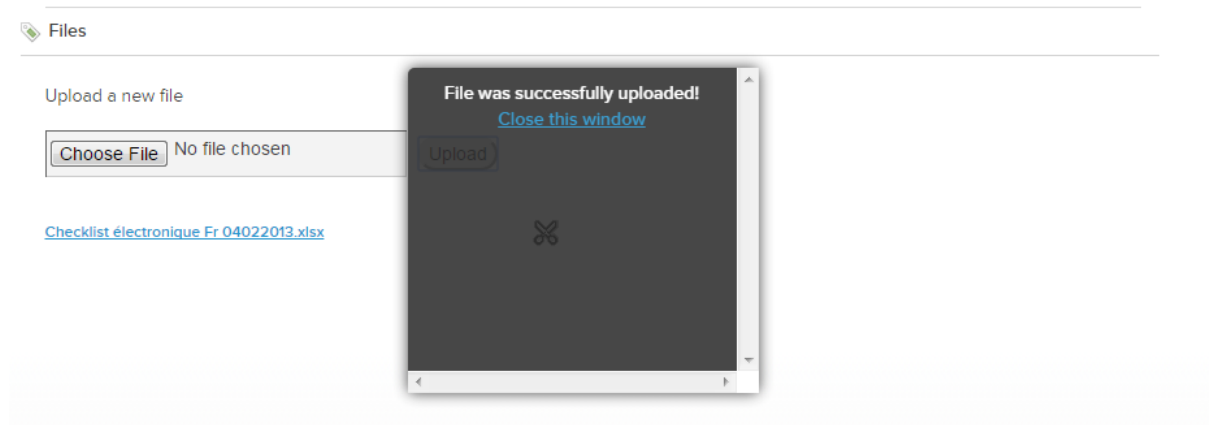 Files
Upload a new file
File was successfully uploaded!
Close this window
Choose File No file chosen
Upload
Checklist électronique Fr 04022013.xlsx